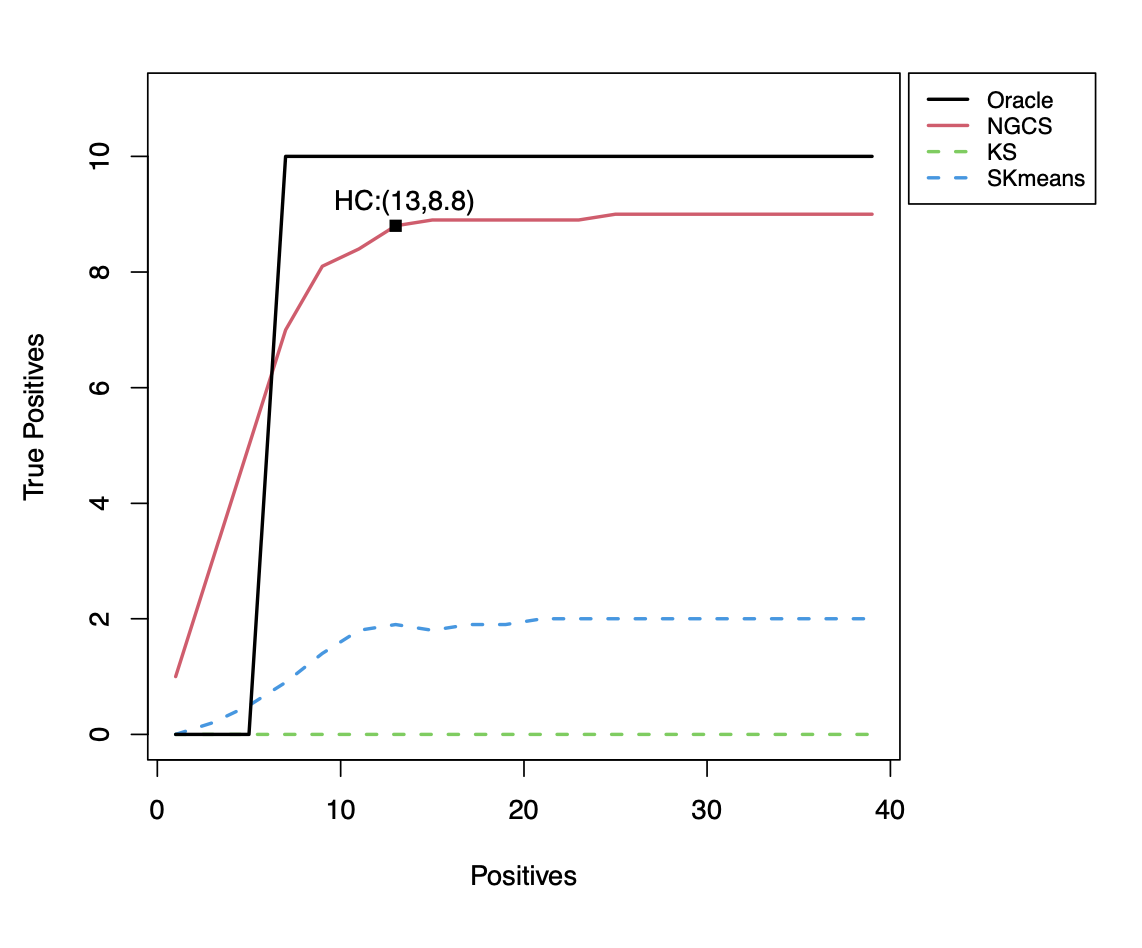 Oracle
NGCS
KS
SKmeans
HC:(13,8.8)
10
8
6
4
2
0
True Positives
0 10 20 30 40
Positives